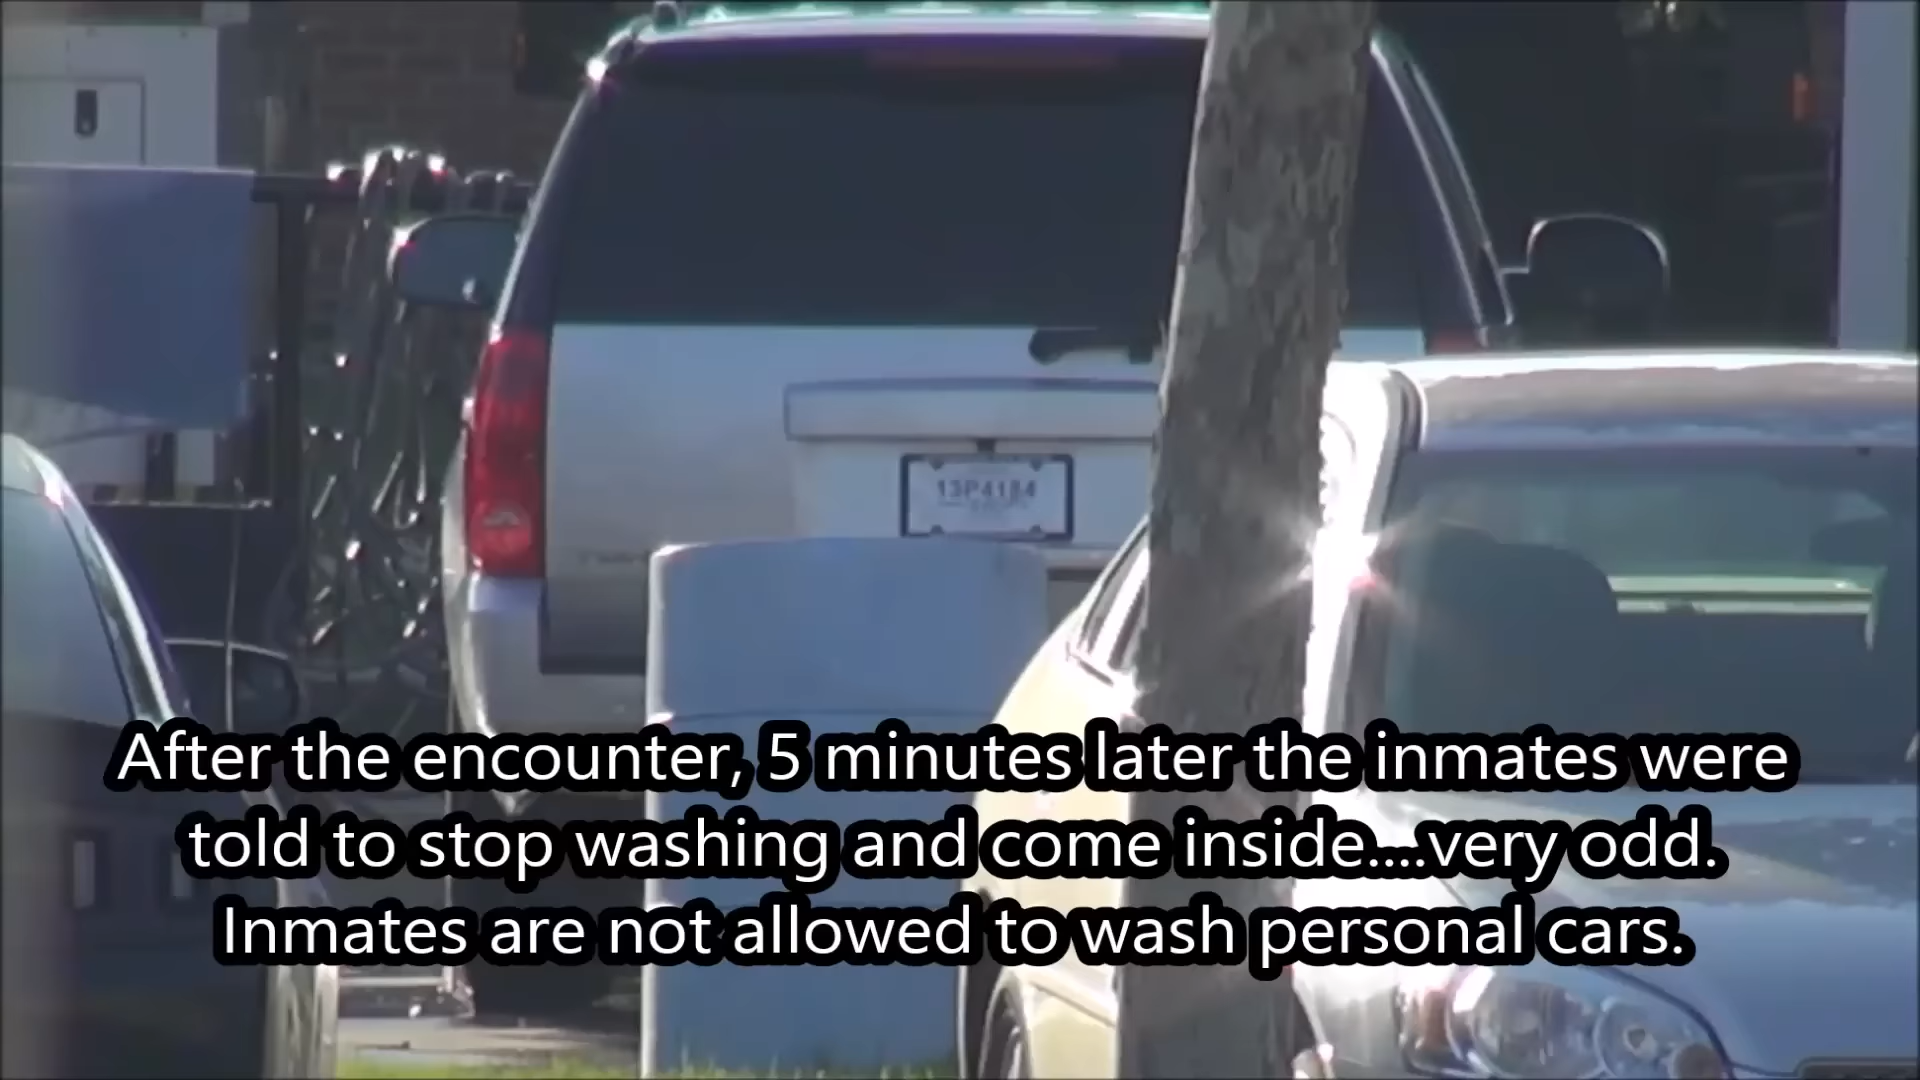 13P4184
After the encounter, 5 minutes later the inmates were
told to stop washing and come inside....very odd.
Inmates are not allowed to wash personal cars.